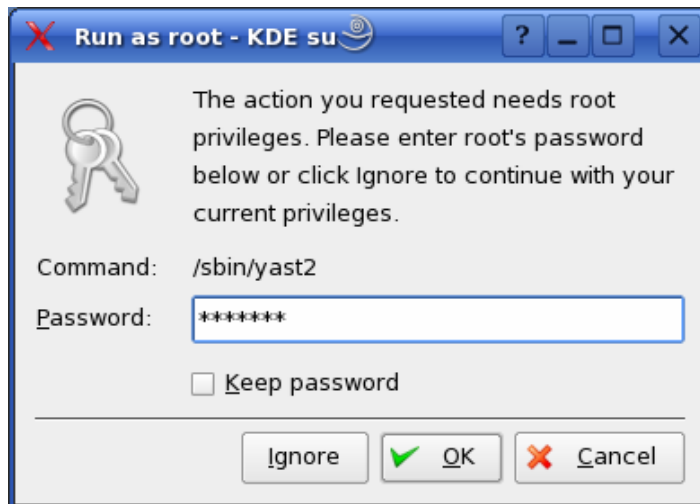 Run as root - KDE su
The action you requested needs root
privileges. Please enter root's password
below or click Ignore to continue with your
current privileges.
Command: /sbin/yast2
Password: *******
Keep password
Ignore OK Cancel